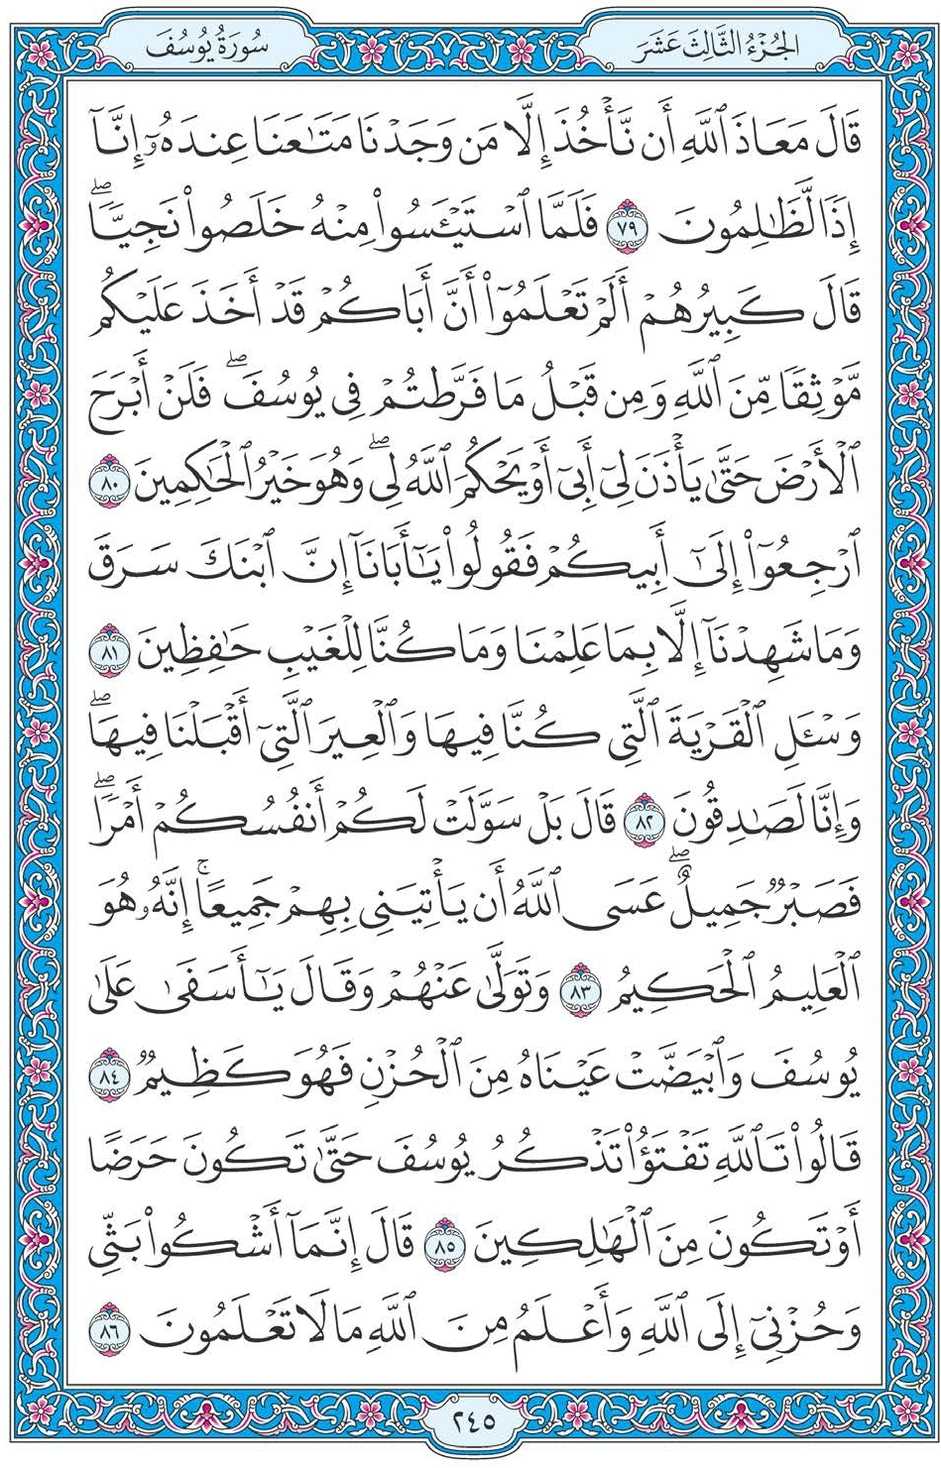 الجُزْءُ الثَّالِثَ عَشَرَ
سُورَةُ يُوسُفَ
قَالَ مَعَاذَ ٱللَّهِ أَن نَّأۡخُذَ إِلَّا مَن وَجَدۡنَا مَتَٰعَنَا عِندَهُۥٓ إِنَّآ
إِذٗا لَّظَٰلِمُونَ ٧٩ فَلَمَّا ٱسۡتَيۡـَٔسُواْ مِنۡهُ خَلَصُواْ نَجِيّٗاۖ
قَالَ كَبِيرُهُمۡ أَلَمۡ تَعۡلَمُوٓاْ أَنَّ أَبَاكُمۡ قَدۡ أَخَذَ عَلَيۡكُم
مَّوۡثِقٗا مِّنَ ٱللَّهِ وَمِن قَبۡلُ مَا فَرَّطتُمۡ فِي يُوسُفَۖ فَلَنۡ أَبۡرَحَ
ٱلۡأَرۡضَ حَتَّىٰ يَأۡذَنَ لِيٓ أَبِيٓ أَوۡ يَحۡكُمَ ٱللَّهُ لِيۖ وَهُوَ خَيۡرُ ٱلۡحَٰكِمِينَ ٨٠
ٱرۡجِعُوٓاْ إِلَىٰٓ أَبِيكُمۡ فَقُولُواْ يَٰٓأَبَانَآ إِنَّ ٱبۡنَكَ سَرَقَ
وَمَا شَهِدۡنَآ إِلَّا بِمَا عَلِمۡنَا وَمَا كُنَّا لِلۡغَيۡبِ حَٰفِظِينَ ٨١
وَسۡـَٔلِ ٱلۡقَرۡيَةَ ٱلَّتِي كُنَّا فِيهَا وَٱلۡعِيرَ ٱلَّتِيٓ أَقۡبَلۡنَا فِيهَاۖ
وَإِنَّا لَصَٰدِقُونَ ٨٢ قَالَ بَلۡ سَوَّلَتۡ لَكُمۡ أَنفُسُكُمۡ أَمۡرٗاۖ
فَصَبۡرٞ جَمِيلٌۖ عَسَى ٱللَّهُ أَن يَأۡتِيَنِي بِهِمۡ جَمِيعًاۚ إِنَّهُۥ هُوَ
ٱلۡعَلِيمُ ٱلۡحَكِيمُ ٨٣ وَتَوَلَّىٰ عَنۡهُمۡ وَقَالَ يَٰٓأَسَفَىٰ عَلَىٰ
يُوسُفَ وَٱبۡيَضَّتۡ عَيۡنَاهُ مِنَ ٱلۡحُزۡنِ فَهُوَ كَظِيمٞ ٨٤
قَالُواْ تَٱللَّهِ تَفۡتَؤُاْ تَذۡكُرُ يُوسُفَ حَتَّىٰ تَكُونَ حَرَضًا
أَوۡ تَكُونَ مِنَ ٱلۡهَٰلِكِينَ ٨٥ قَالَ إِنَّمَآ أَشۡكُواْ بَثِّي
وَحُزۡنِيٓ إِلَى ٱللَّهِ وَأَعۡلَمُ مِنَ ٱللَّهِ مَا لَا تَعۡلَمُونَ ٨٦
٢٤٥